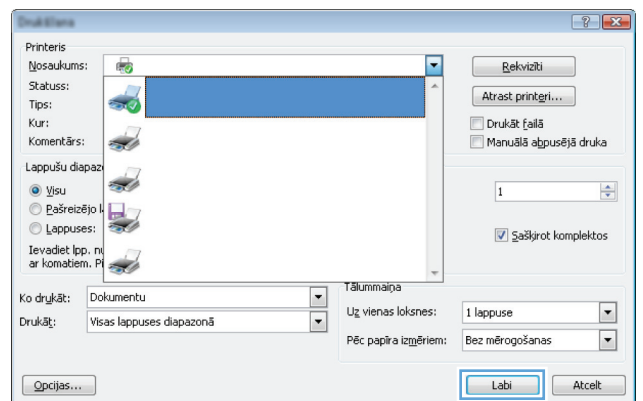 Drukāšana
Printeris
Nosaukums:
Rekvizīti
Statuss:
Atrast printeri...
Tips:
Kur:
Drukāt failā
Komentārs:
Manuālā abpusējā druka
Lappušu diapazo
Visu
1
Pašreizējo l
Lappuses:
Sašķirot komplektos
Ievadiet lpp. nu
ar komatiem. Pi
Tālummaiņa
Ko drukāt: Dokumentu
Uz vienas loksnes: 1 lappuse
Drukāt: Visas lappuses diapazonā
Pēc papīra izmēriem: Bez mērogošanas
Opcijas...
Labi
Atcelt